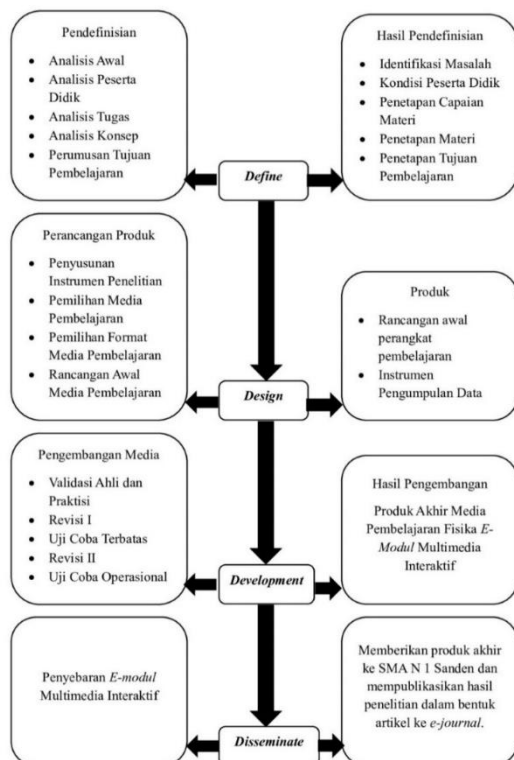 Pendefinisian
• Analisis Awal
• Analisis Peserta
Didik
• Analisis Tugas
• Analisis Konsep
• Perumusan Tujuan
Pembelajaran
Hasil Pendefinisian
• Identifikasi Masalah
• Kondisi Peserta Didik
• Penetapan Capaian
Materi
• Penetapan Materi
• Penetapan Tujuan
Pembelajaran
Define
Perancangan Produk
• Penyusunan
Instrumen Penelitian
• Pemilihan Media
Pembelajaran
• Pemilihan Format
Media Pembelajaran
• Rancangan Awal
Media Pembelajaran
Produk
• Rancangan awal
perangkat
pembelajaran
• Instrumen
Pengumpulan Data
Design
Pengembangan Media
• Validasi Ahli dan
Praktisi
• Revisi I
• Uji Coba Terbatas
• Revisi II
• Uji Coba Operasional
Hasil Pengembangan
Produk Akhir Media
Pembelajaran Fisika E-
Modul Multimedia
Interaktif
Development
Penyebaran E-modul
Multimedia Interaktif
Memberikan produk akhir
ke SMA N 1 Sanden dan
mempublikasikan hasil
penelitian dalam bentuk
artikel ke e-journal.
Disseminate